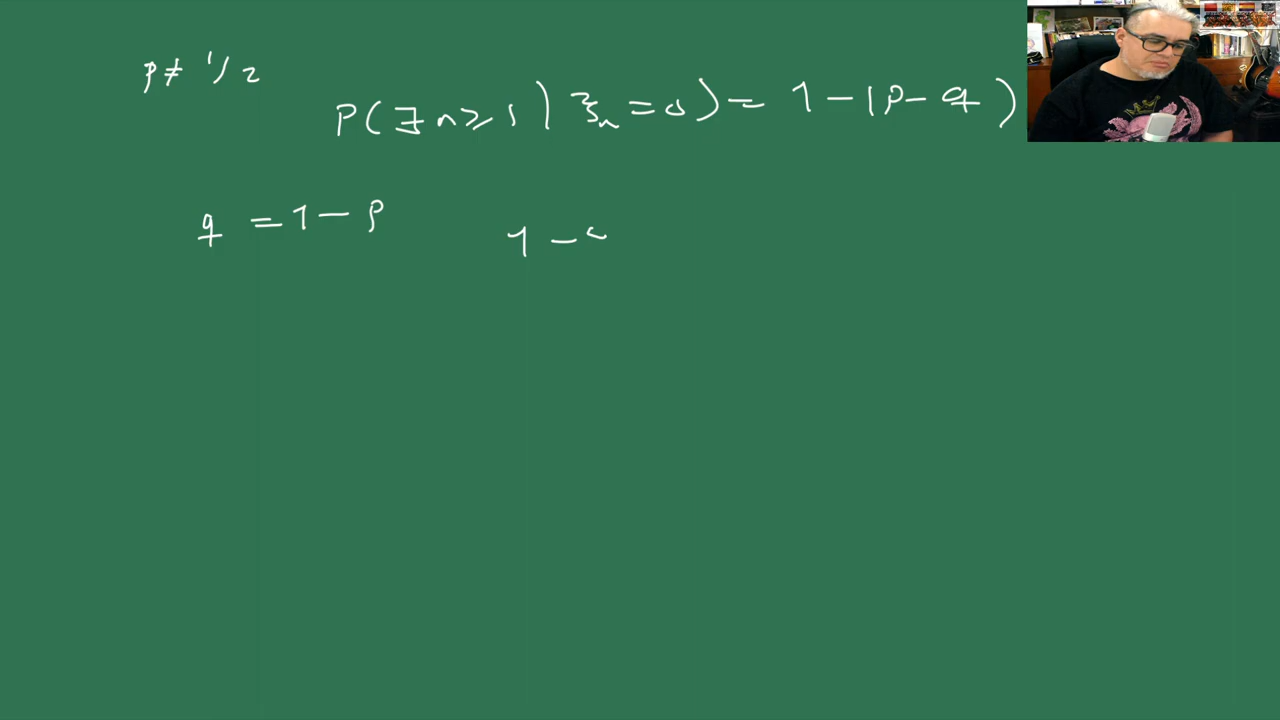 p ≠ 1/2
P(∃ n ≥ 1 | ξₙ = 0) = 1 − |p − q|
q = 1 − p   1 −